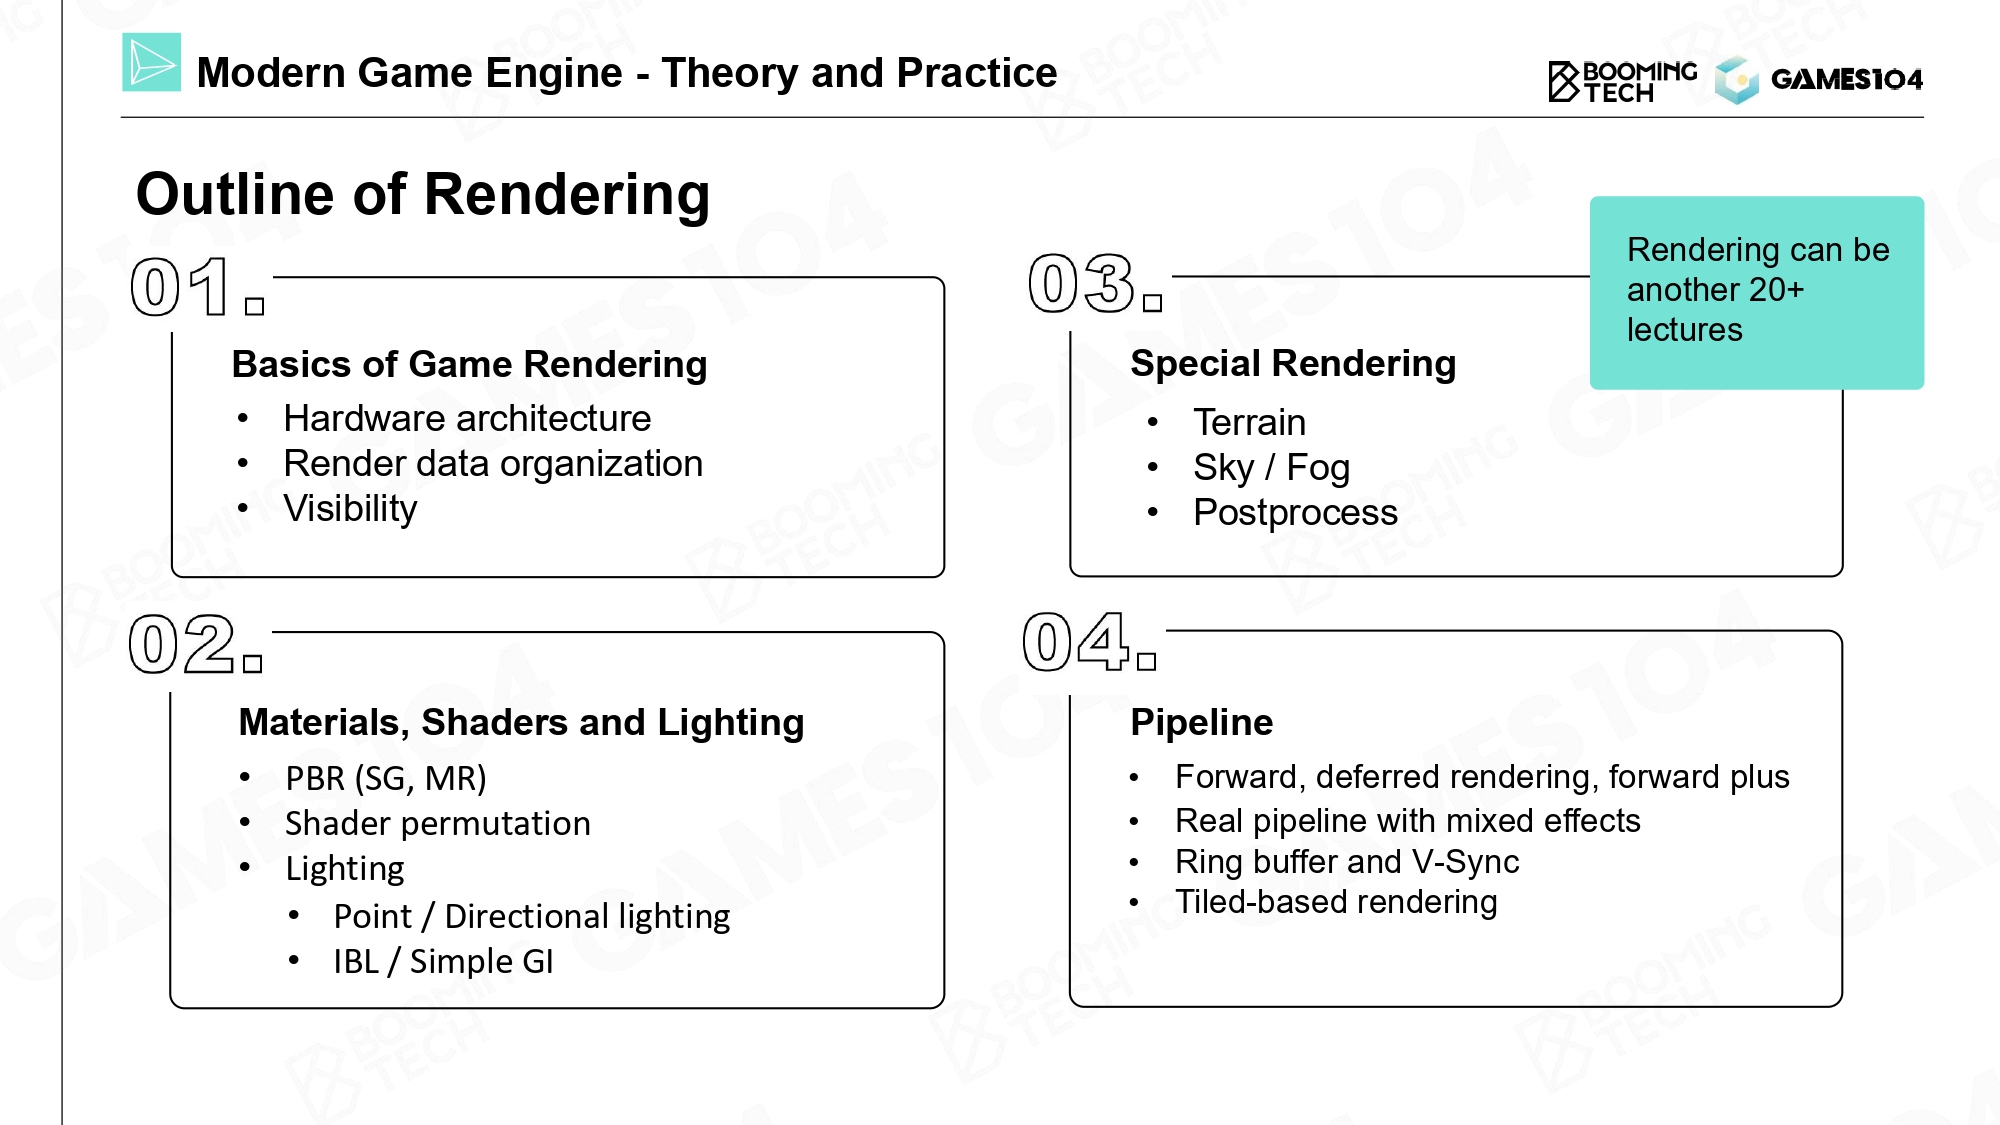 Modern Game Engine - Theory and Practice
BOOMING
TECH
GAMES104
Outline of Rendering
01.
Basics of Game Rendering
• Hardware architecture
• Render data organization
• Visibility
02.
Materials, Shaders and Lighting
• PBR (SG, MR)
• Shader permutation
• Lighting
• Point / Directional lighting
• IBL / Simple GI
03.
Special Rendering
• Terrain
• Sky / Fog
• Postprocess
Rendering can be
another 20+
lectures
04.
Pipeline
• Forward, deferred rendering, forward plus
• Real pipeline with mixed effects
• Ring buffer and V-Sync
• Tiled-based rendering